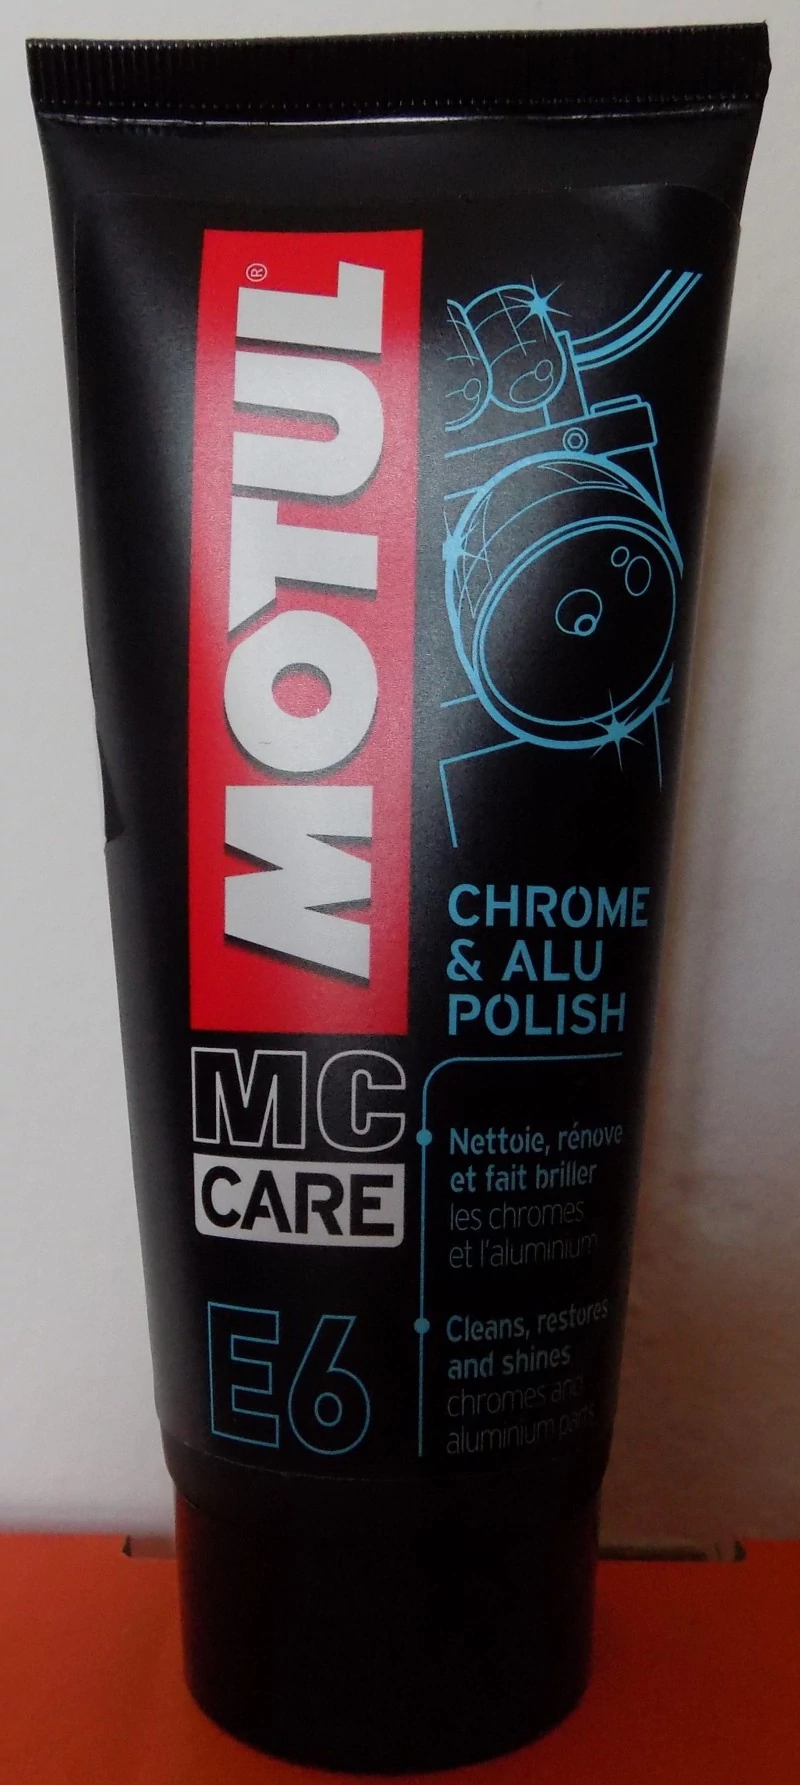 MOTUL®
MC
CARE
E6
CHROME
& ALU
POLISH
Nettoie, rénove
et fait briller
les chromes
et l'aluminium
Cleans, restores
and shines
chromes and
aluminium parts